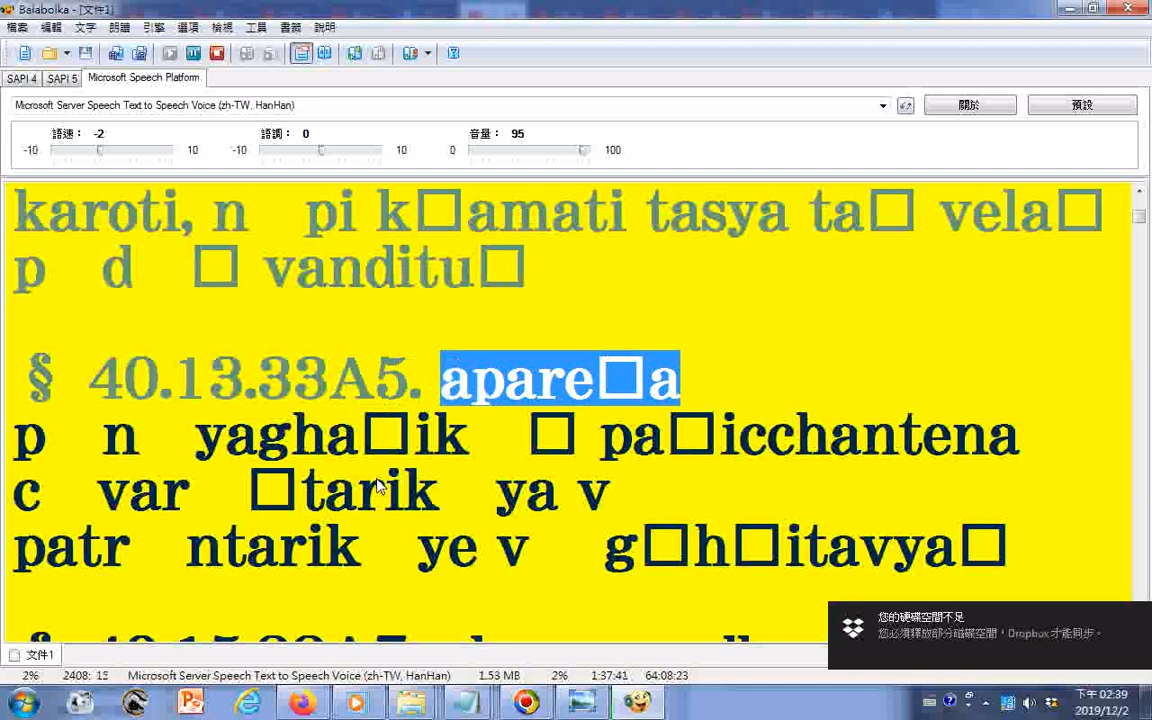 Balabolka - [文件1]
檔案 編輯 文字 朗讀 引擎 選項 檢視 工具 書籤 說明
SAPI 4 SAPI 5 Microsoft Speech Platform
Microsoft Server Speech Text to Speech Voice (zh-TW, HanHan) 關於 預設
語速： -2 語調： 0 音量： 95
-10 10 -10 10 0 100
karoti, n pi k□amati tasya ta□ vela□
p d □ vanditu□
§ 40.13.33A5. apare□a
p n yagha□ik □ pa□icchantena
c var □tarik ya v
patr ntarik ye v g□h□itavya□
您的硬碟空間不足
您必須釋放部分磁碟空間，Dropbox 才能同步。
文件1
2% 2408: 15 Microsoft Server Speech Text to Speech Voice (zh-TW, HanHan) 1.53 MB 2% 1:37:41 64:08:23
下午 02:39
2019/12/2